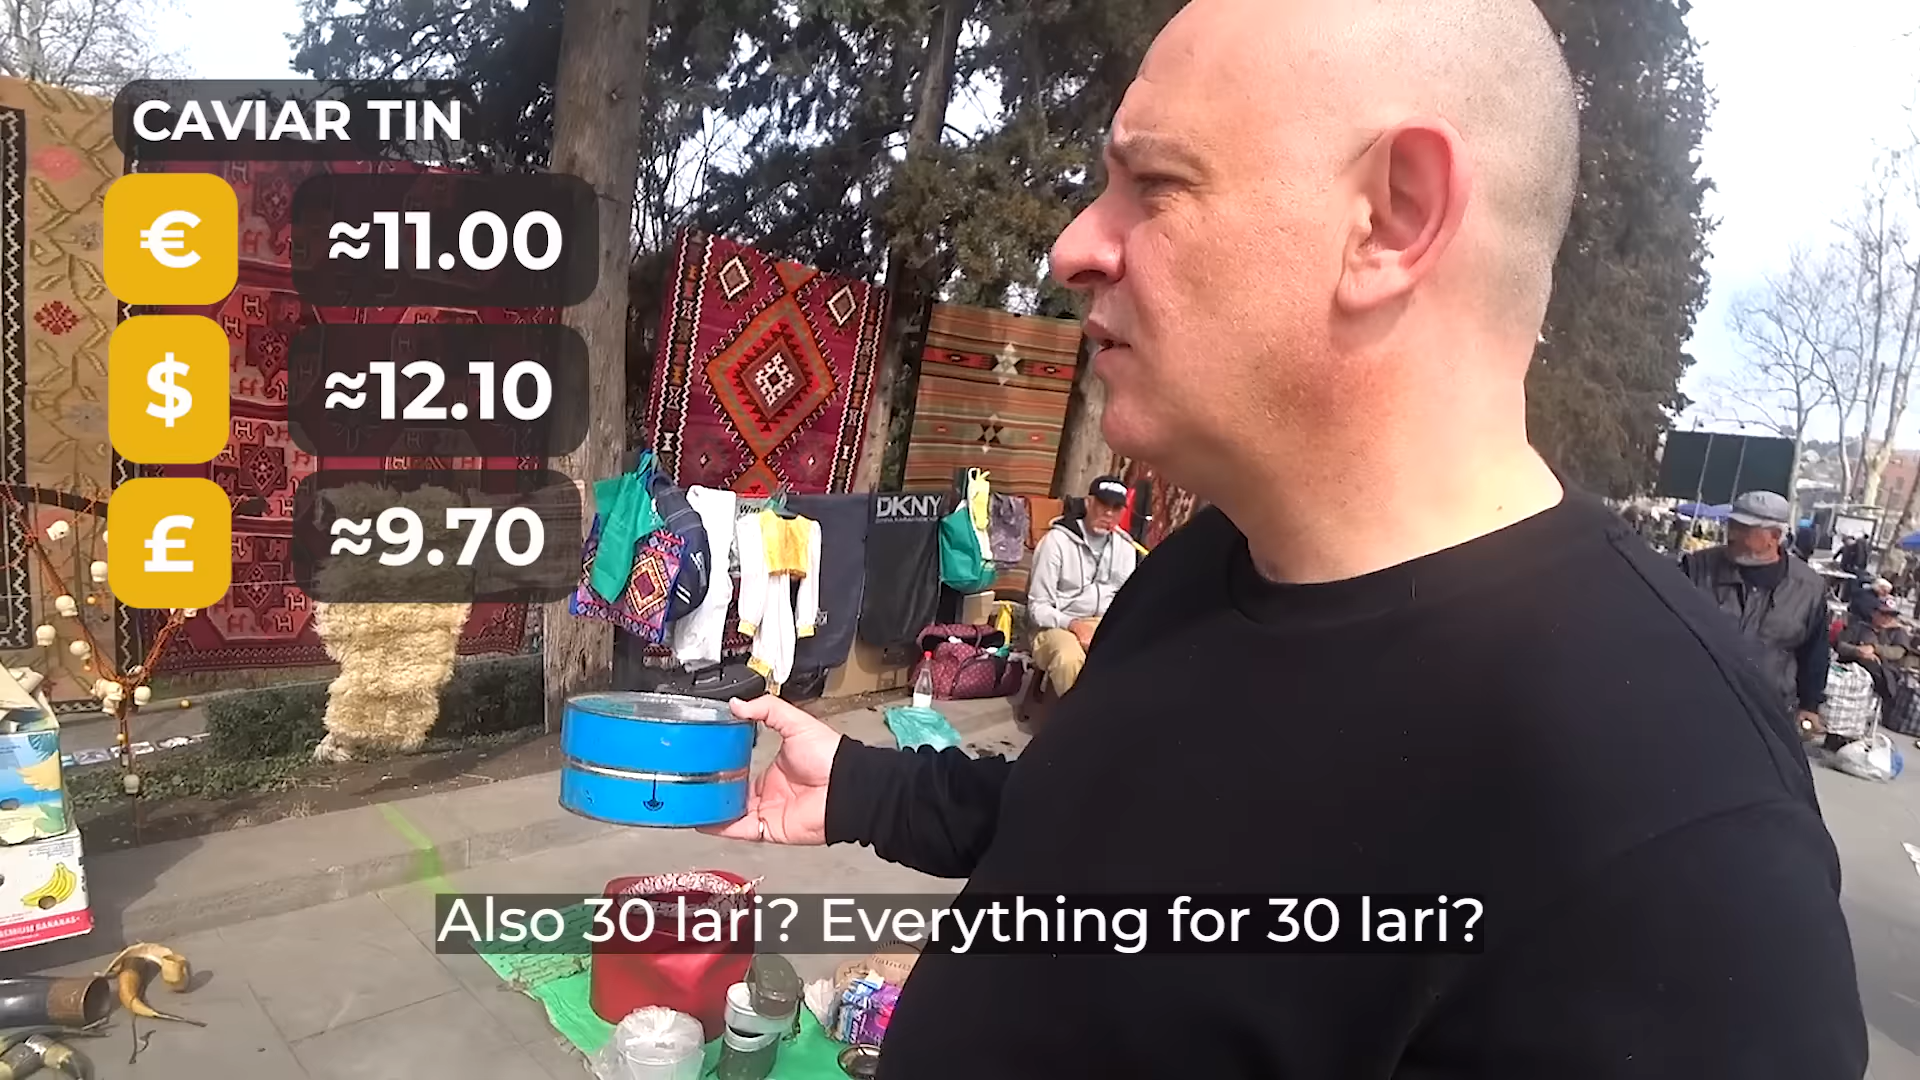 CAVIAR TIN
€ ≈11.00
$ ≈12.10
£ ≈9.70
DKNY
Also 30 lari? Everything for 30 lari?